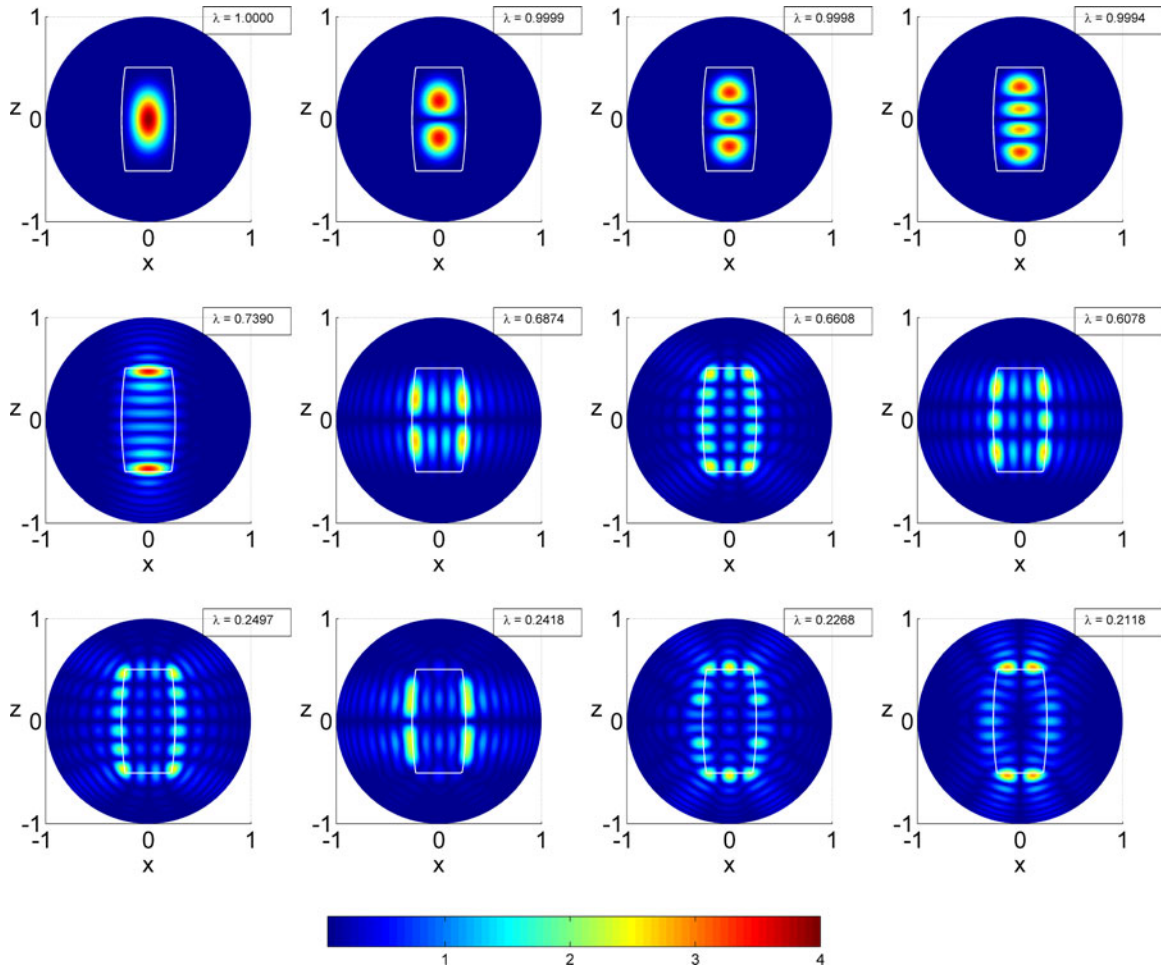 λ = 1.0000
λ = 0.9999
λ = 0.9998
λ = 0.9994
1 1 1 1
z 0 z 0 z 0 z 0
-1 -1 -1 -1
-1 0 1 -1 0 1 -1 0 1 -1 0 1
x x x x
λ = 0.7390
λ = 0.6874
λ = 0.6608
λ = 0.6078
1 1 1 1
z 0 z 0 z 0 z 0
-1 -1 -1 -1
-1 0 1 -1 0 1 -1 0 1 -1 0 1
x x x x
λ = 0.2497
λ = 0.2418
λ = 0.2268
λ = 0.2118
1 1 1 1
z 0 z 0 z 0 z 0
-1 -1 -1 -1
-1 0 1 -1 0 1 -1 0 1 -1 0 1
x x x x
1 2 3 4